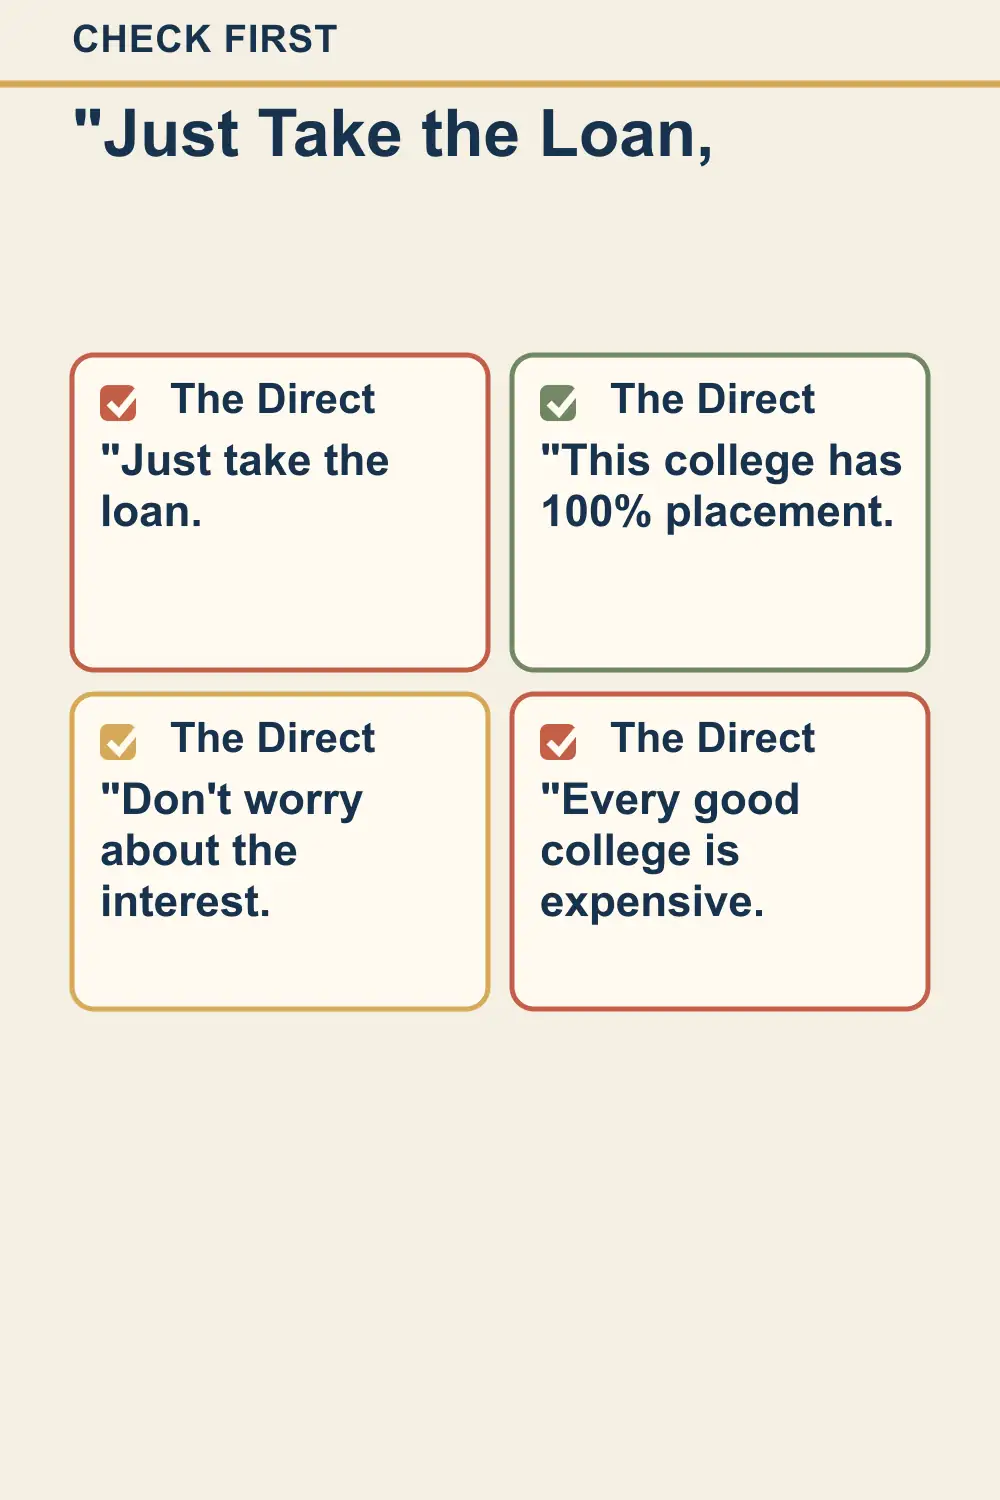 CHECK FIRST
"Just Take the Loan,
The Direct
"Just take the
loan.
The Direct
"This college has
100% placement.
The Direct
"Don't worry
about the
interest.
The Direct
"Every good
college is
expensive.